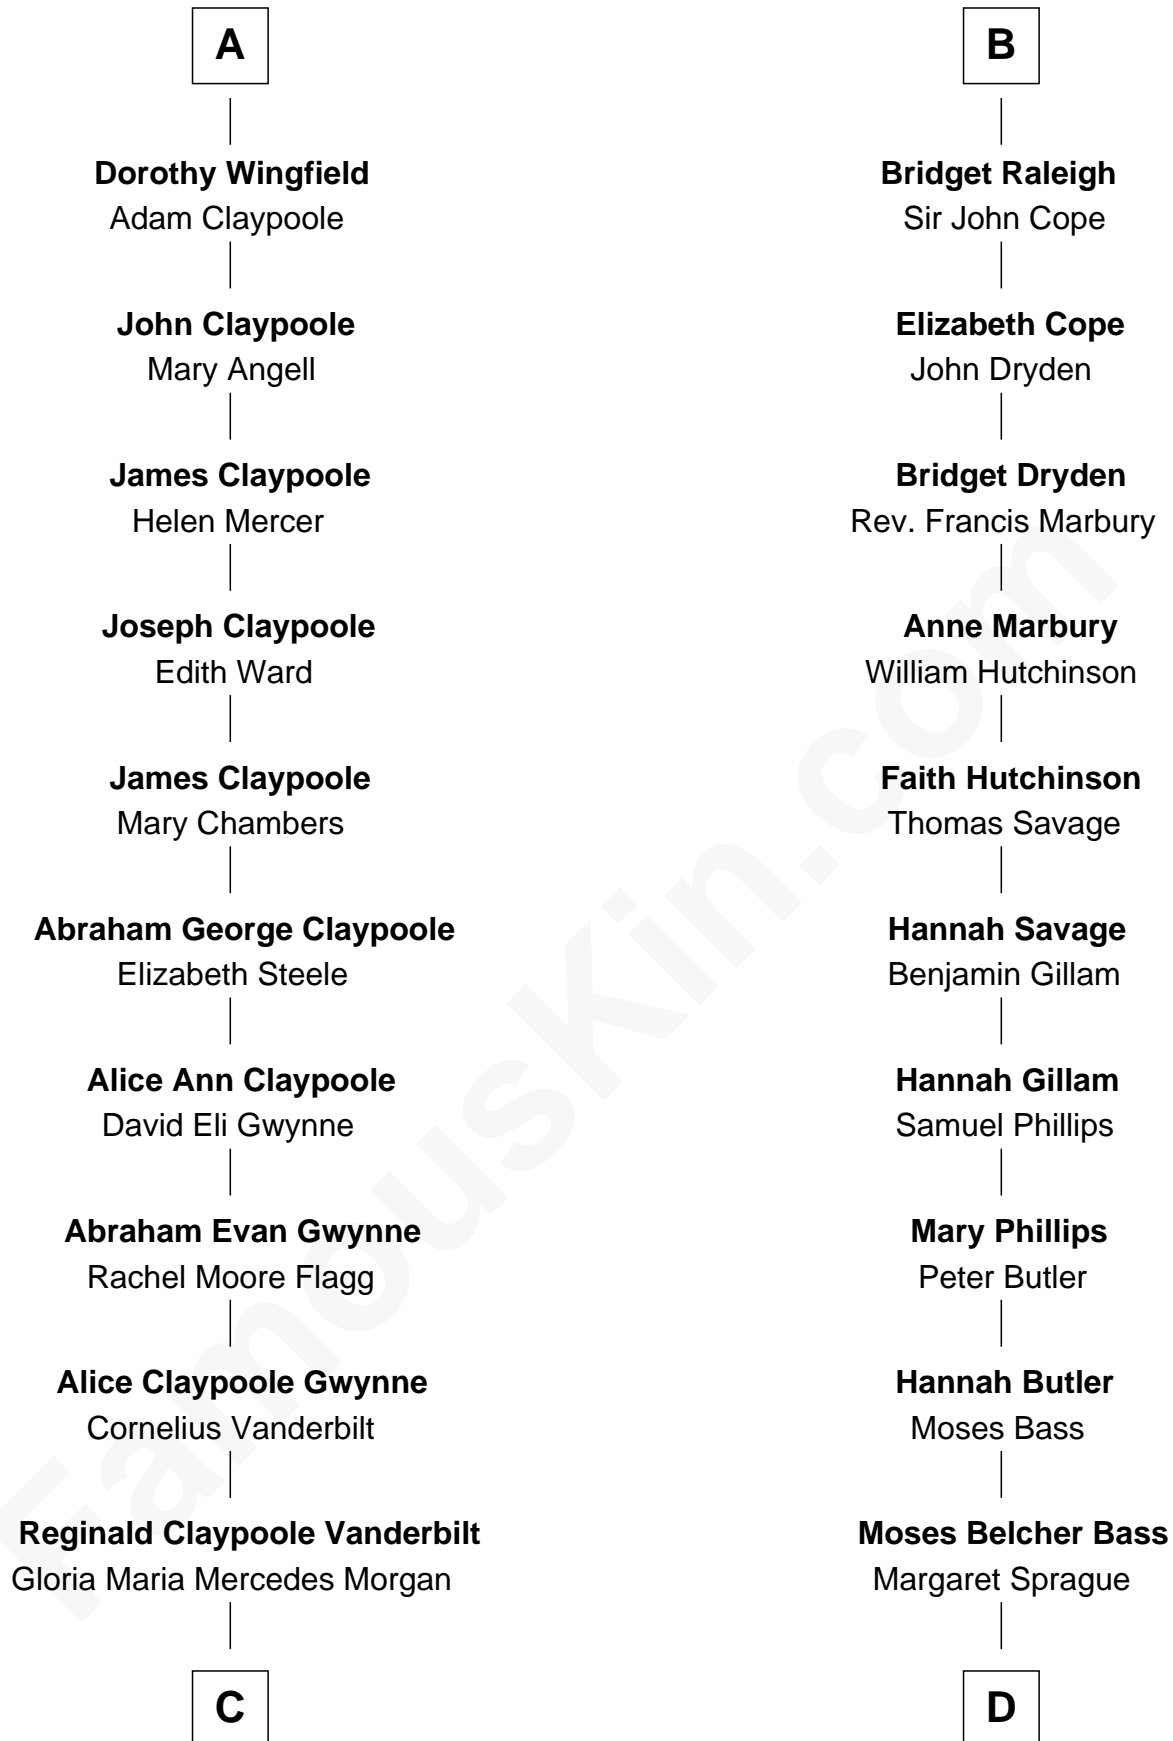 A
Dorothy Wingfield
Adam Claypoole
John Claypoole
Mary Angell
James Claypoole
Helen Mercer
Joseph Claypoole
Edith Ward
James Claypoole
Mary Chambers
Abraham George Claypoole
Elizabeth Steele
Alice Ann Claypoole
David Eli Gwynne
Abraham Evan Gwynne
Rachel Moore Flagg
Alice Claypoole Gwynne
Cornelius Vanderbilt
Reginald Claypoole Vanderbilt
Gloria Maria Mercedes Morgan
C
B
Bridget Raleigh
Sir John Cope
Elizabeth Cope
John Dryden
Bridget Dryden
Rev. Francis Marbury
Anne Marbury
William Hutchinson
Faith Hutchinson
Thomas Savage
Hannah Savage
Benjamin Gillam
Hannah Gillam
Samuel Phillips
Mary Phillips
Peter Butler
Hannah Butler
Moses Bass
Moses Belcher Bass
Margaret Sprague
D
FamousKin.com